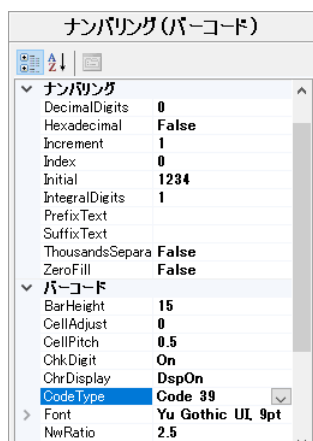 ナンバリング(バーコード)
ナンバリング
DecimalDigits 0
Hexadecimal False
Increment 1
Index 0
Initial 1234
IntegralDigits 1
PrefixText
SuffixText
ThousandsSepara False
ZeroFill False
バーコード
BarHeight 15
CellAdjust 0
CellPitch 0.5
ChkDigit On
ChrDisplay DspOn
CodeType Code 39
Font Yu Gothic UI, 9pt
NwRatio 2.5